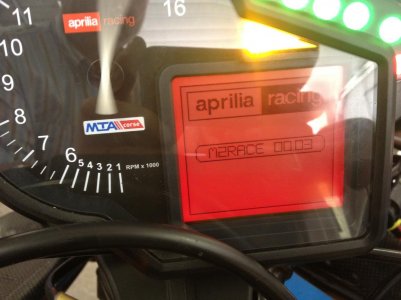 11
16
aprilia racing
10
9
8
7
6
5 4 3 2 1
RPM x 1000
MTA corse
aprilia racing
M2RACE 00.03